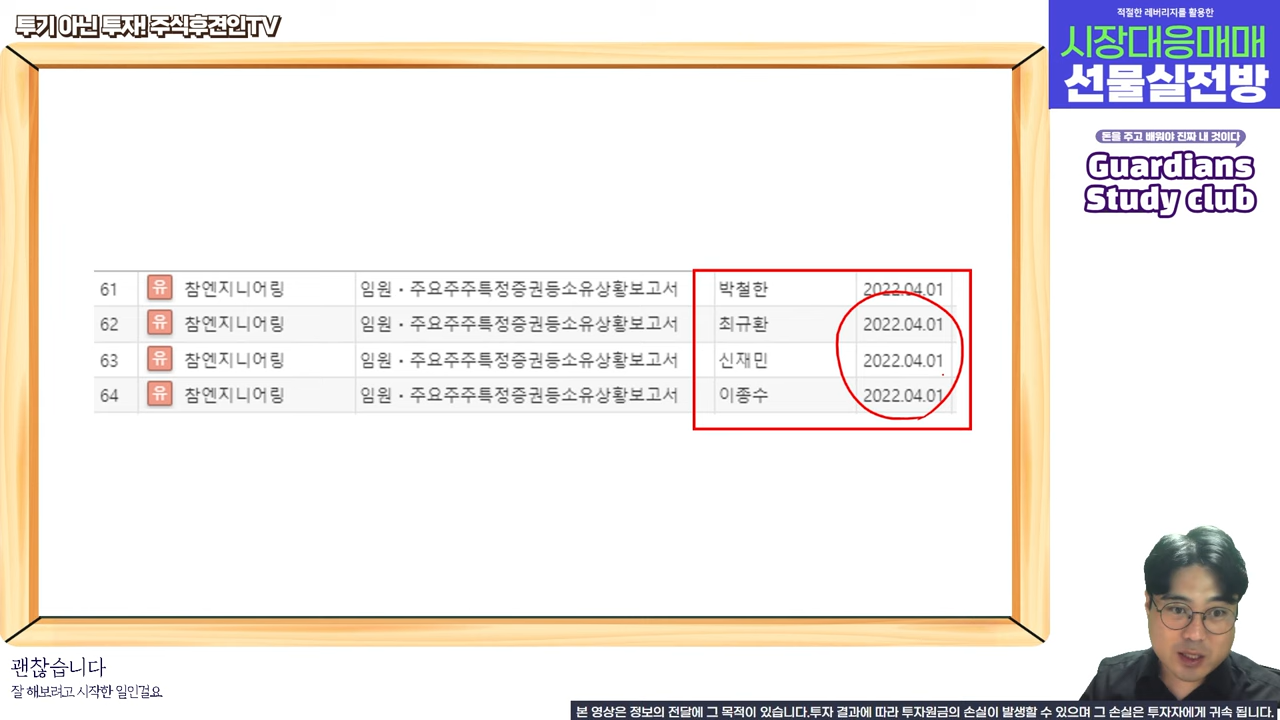 투기 아닌 투자! 주식후견인TV
적절한 레버리지를 활용한
시장대응매매
선물실전방
돈을 주고 배워야 진짜 내 것이다
Guardians
Study club
61 유 참엔지니어링 임원ㆍ주요주주특정증권등소유상황보고서 박철한 2022.04.01
62 유 참엔지니어링 임원ㆍ주요주주특정증권등소유상황보고서 최규환 2022.04.01
63 유 참엔지니어링 임원ㆍ주요주주특정증권등소유상황보고서 신재민 2022.04.01
64 유 참엔지니어링 임원ㆍ주요주주특정증권등소유상황보고서 이종수 2022.04.01
괜찮습니다
잘 해보려고 시작한 일인걸요
본 영상은 정보의 전달에 그 목적이 있습니다.투자 결과에 따라 투자원금의 손실이 발생할 수 있으며 그 손실은 투자자에게 귀속 됩니다.